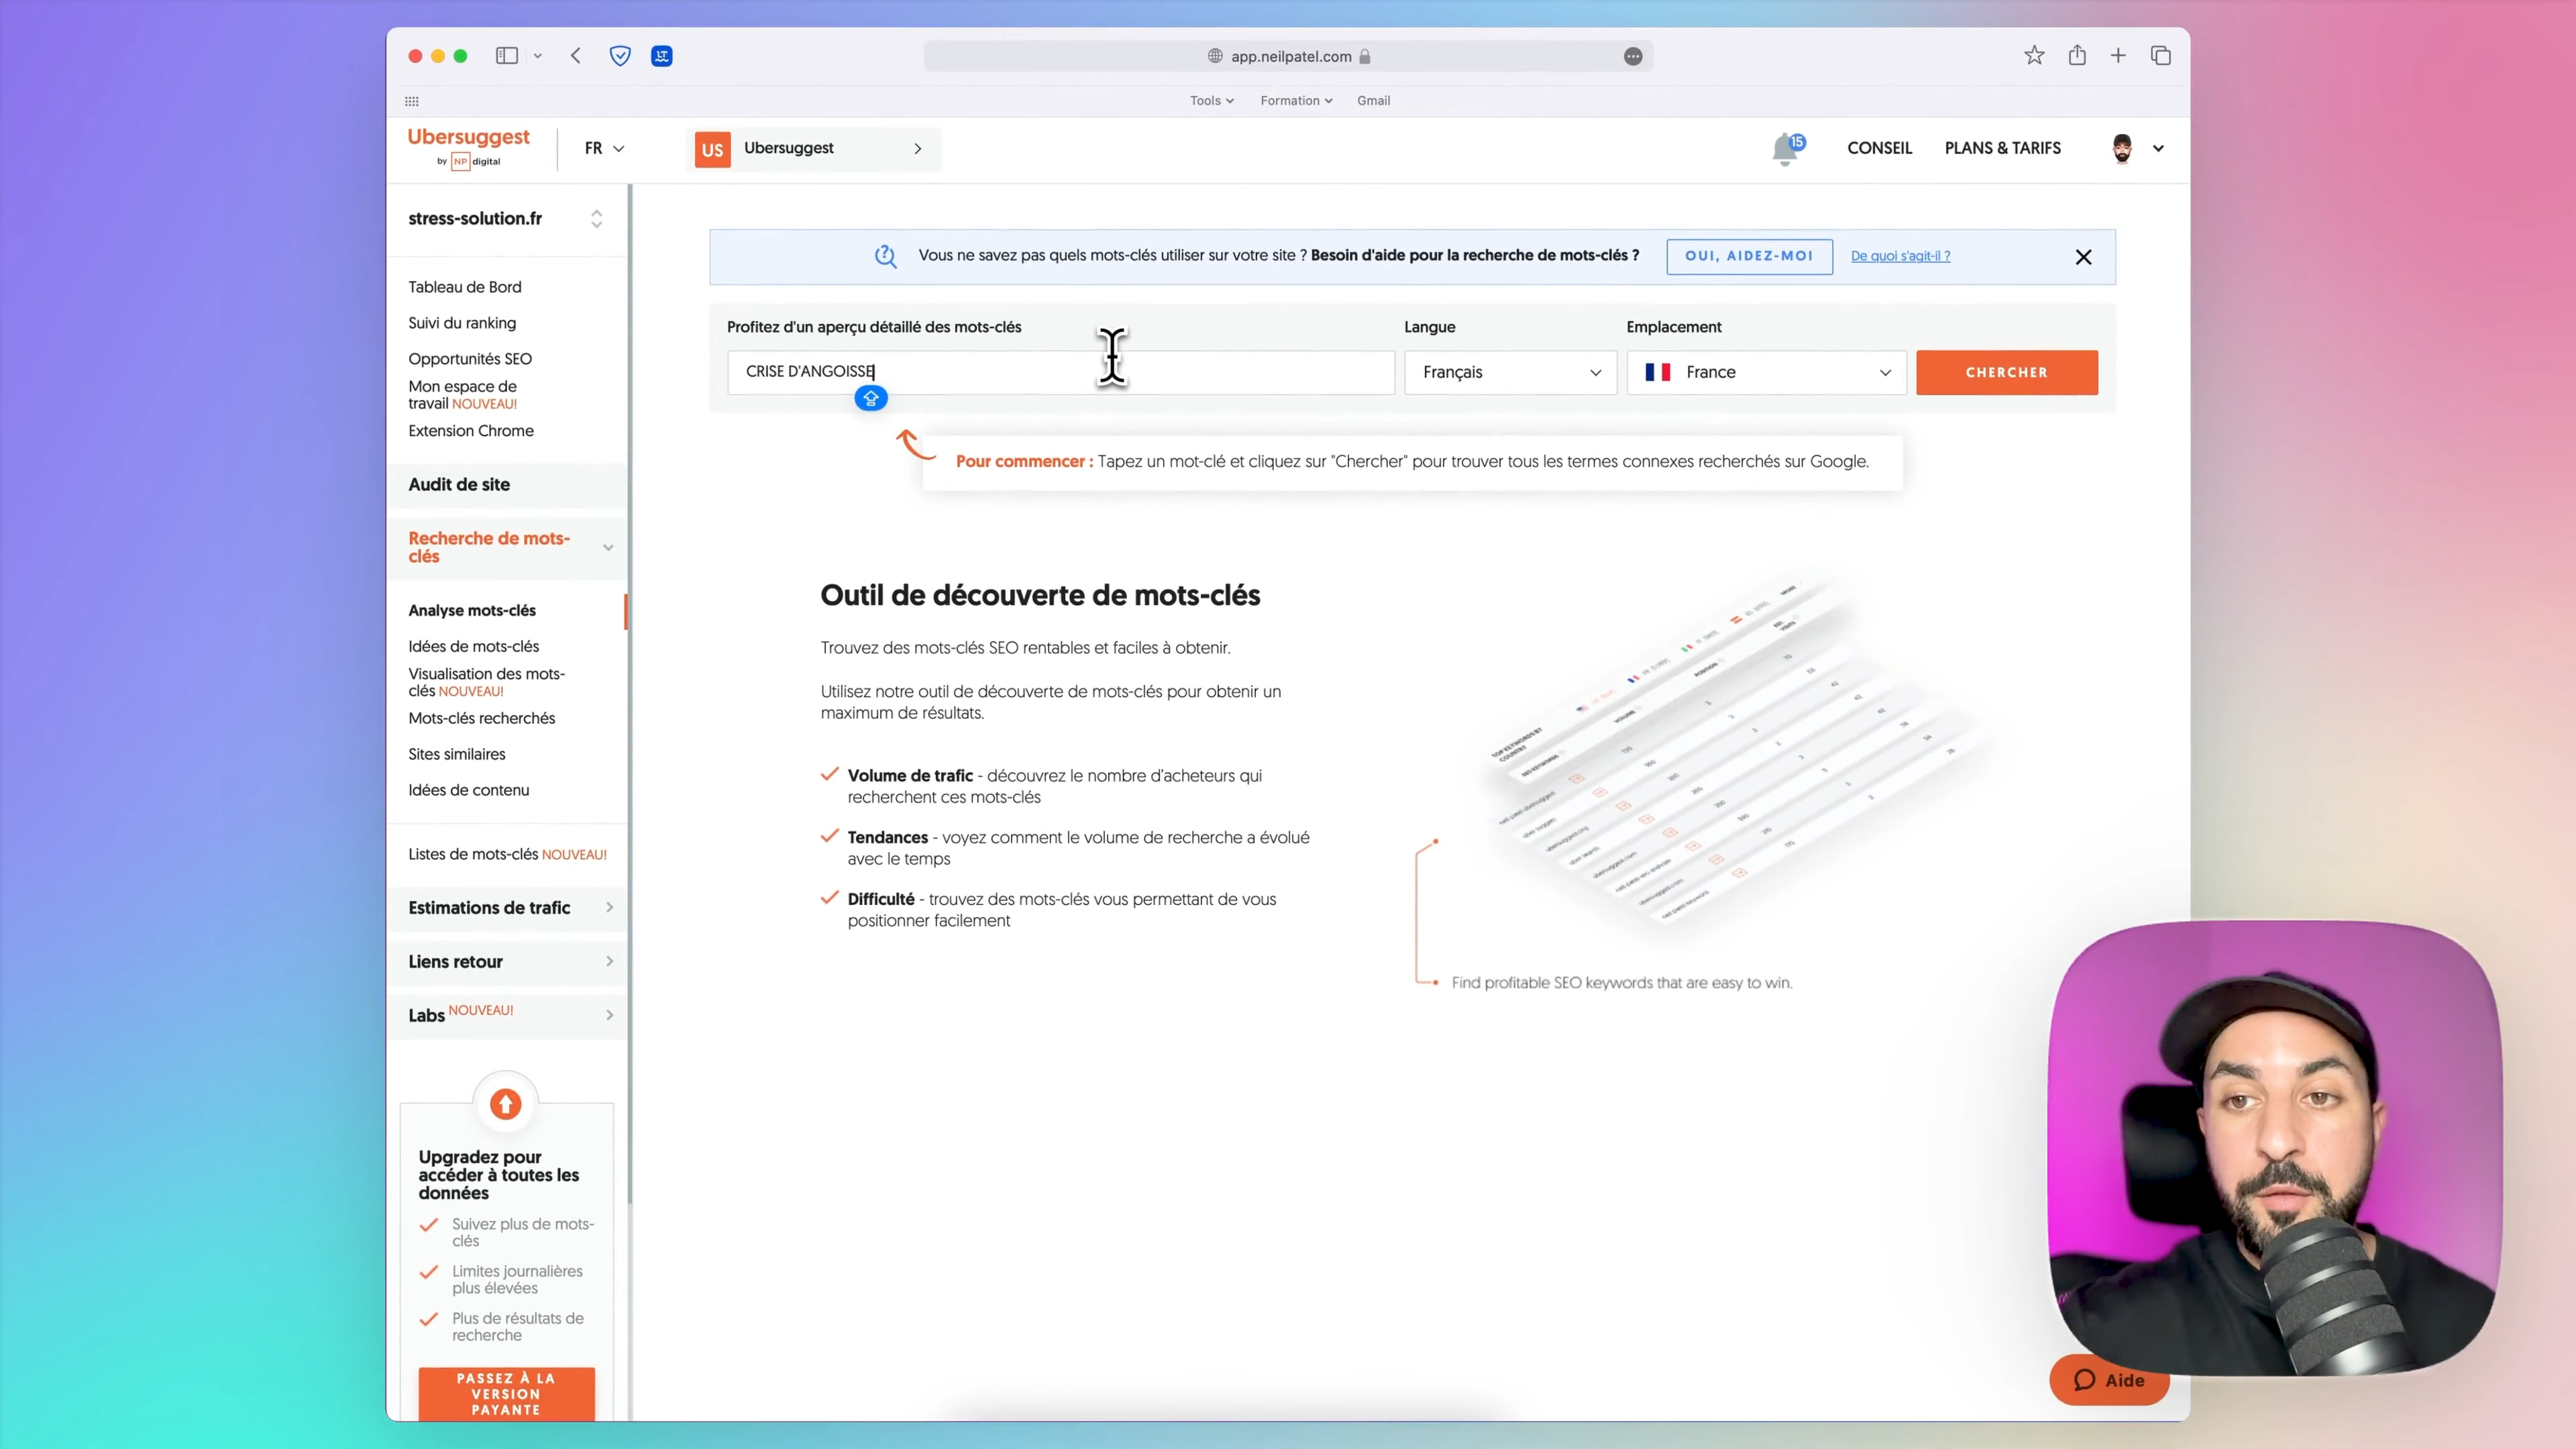 LT
app.neilpatel.com
Tools
Formation
Gmail
Ubersuggest
by NP digital
FR
US
Ubersuggest
15
CONSEIL
PLANS & TARIFS
stress-solution.fr
Tableau de Bord
Suivi du ranking
Opportunités SEO
Mon espace de
travail NOUVEAU!
Extension Chrome
Audit de site
Recherche de mots-
clés
Analyse mots-clés
Idées de mots-clés
Visualisation des mots-
clés NOUVEAU!
Mots-clés recherchés
Sites similaires
Idées de contenu
Listes de mots-clés NOUVEAU!
Estimations de trafic
Liens retour
Labs NOUVEAU!
Upgradez pour
accéder à toutes les
données
Suivez plus de mots-
clés
Limites journalières
plus élevées
Plus de résultats de
recherche
PASSEZ À LA
VERSION
PAYANTE
Vous ne savez pas quels mots-clés utiliser sur votre site ? Besoin d'aide pour la recherche de mots-clés ?
OUI, AIDEZ-MOI
De quoi s'agit-il ?
Profitez d'un aperçu détaillé des mots-clés
Langue
Emplacement
CRISE D'ANGOISSE
Français
France
CHERCHER
Pour commencer : Tapez un mot-clé et cliquez sur "Chercher" pour trouver tous les termes connexes recherchés sur Google.
Outil de découverte de mots-clés
Trouvez des mots-clés SEO rentables et faciles à obtenir.
Utilisez notre outil de découverte de mots-clés pour obtenir un
maximum de résultats.
Volume de trafic - découvrez le nombre d'acheteurs qui
recherchent ces mots-clés
Tendances - voyez comment le volume de recherche a évolué
avec le temps
Difficulté - trouvez des mots-clés vous permettant de vous
positionner facilement
TOP KEYWORDS BY
COUNTRY
VOLUME
POSITION
Find profitable SEO keywords that are easy to win.
Aide